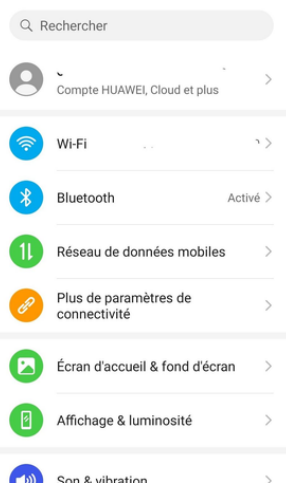 Rechercher
Compte HUAWEI, Cloud et plus
Wi-Fi
Bluetooth
Activé
Réseau de données mobiles
Plus de paramètres de
connectivité
Écran d'accueil & fond d'écran
Affichage & luminosité
Son & vibration